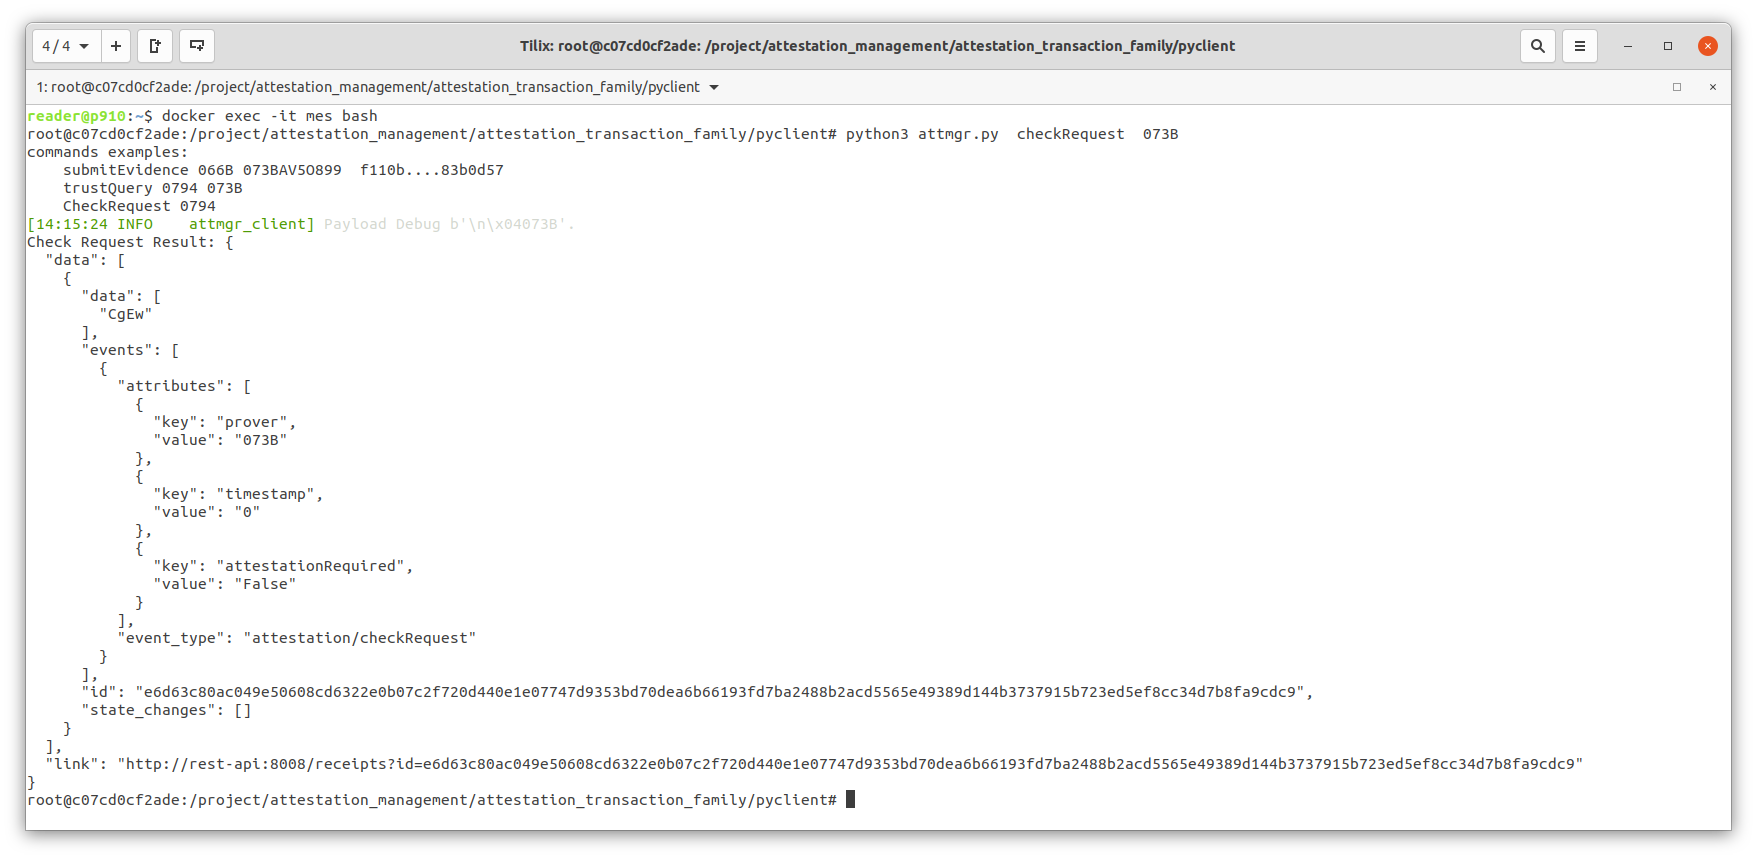 4 / 4
Tilix: root@c07cd0cf2ade: /project/attestation_management/attestation_transaction_family/pyclient
1: root@c07cd0cf2ade: /project/attestation_management/attestation_transaction_family/pyclient
reader@p910:~$ docker exec -it mes bash
root@c07cd0cf2ade:/project/attestation_management/attestation_transaction_family/pyclient# python3 attmgr.py  checkRequest  073B
commands examples:
    submitEvidence 066B 073BAV5O899  f110b....83b0d57
    trustQuery 0794 073B
    CheckRequest 0794
[14:15:24 INFO    attmgr_client] Payload Debug b'\n\x04073B'.
Check Request Result: {
  "data": [
    {
      "data": [
        "CgEw"
      ],
      "events": [
        {
          "attributes": [
            {
              "key": "prover",
              "value": "073B"
            },
            {
              "key": "timestamp",
              "value": "0"
            },
            {
              "key": "attestationRequired",
              "value": "False"
            }
          ],
          "event_type": "attestation/checkRequest"
        }
      ],
      "id": "e6d63c80ac049e50608cd6322e0b07c2f720d440e1e07747d9353bd70dea6b66193fd7ba2488b2acd5565e49389d144b3737915b723ed5ef8cc34d7b8fa9cdc9",
      "state_changes": []
    }
  ],
  "link": "http://rest-api:8008/receipts?id=e6d63c80ac049e50608cd6322e0b07c2f720d440e1e07747d9353bd70dea6b66193fd7ba2488b2acd5565e49389d144b3737915b723ed5ef8cc34d7b8fa9cdc9"
}
root@c07cd0cf2ade:/project/attestation_management/attestation_transaction_family/pyclient#